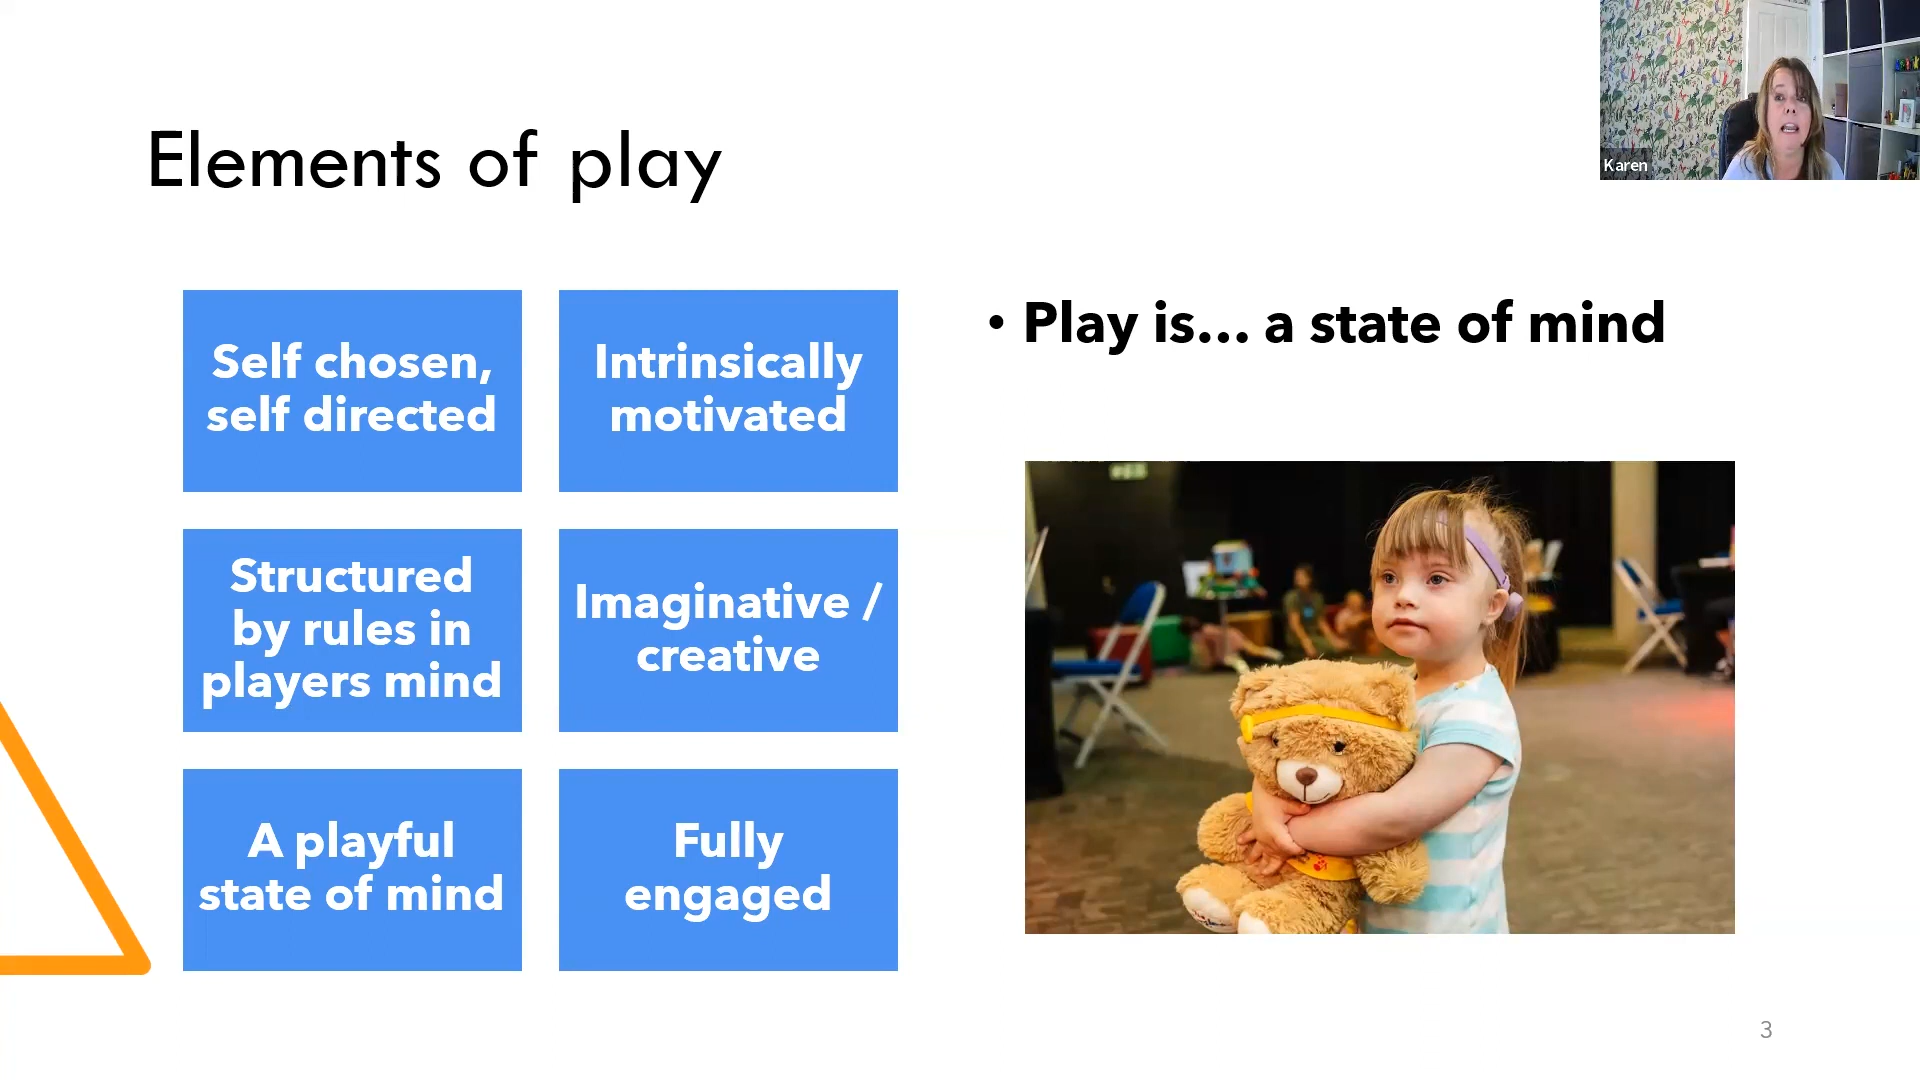 Elements of play
Karen
Self chosen,
self directed
Intrinsically
motivated
Structured
by rules in
players mind
Imaginative /
creative
A playful
state of mind
Fully
engaged
• Play is... a state of mind
3